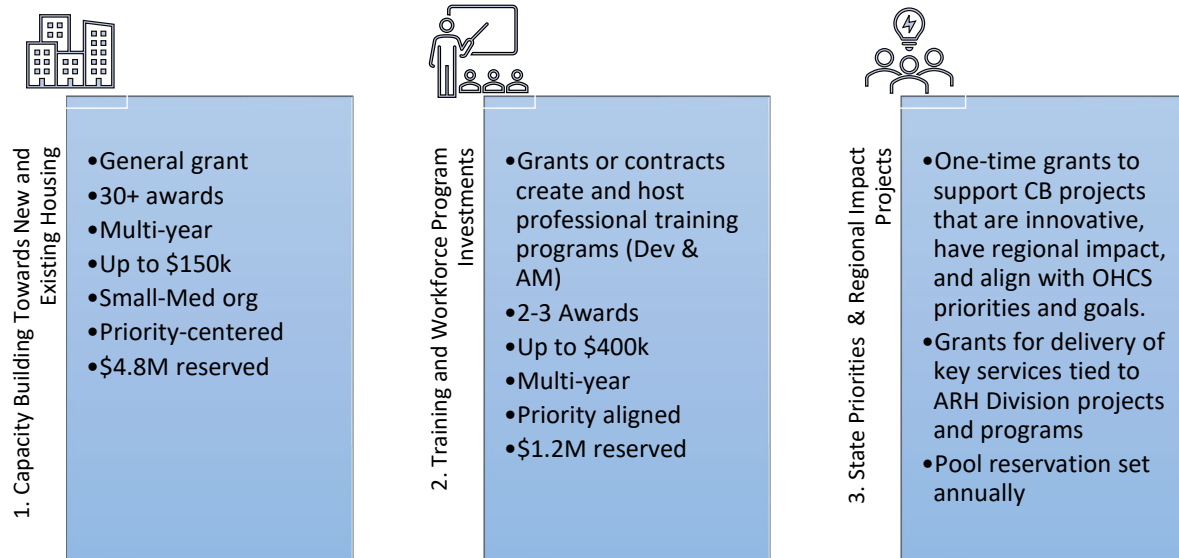 1. Capacity Building Towards New and
Existing Housing
•General grant
•30+ awards
•Multi-year
•Up to $150k
•Small-Med org
•Priority-centered
•$4.8M reserved
2. Training and Workforce Program
Investments
•Grants or contracts
create and host
professional training
programs (Dev &
AM)
•2-3 Awards
•Up to $400k
•Multi-year
•Priority aligned
•$1.2M reserved
3. State Priorities & Regional Impact
Projects
•One-time grants to
support CB projects
that are innovative,
have regional impact,
and align with OHCS
priorities and goals.
•Grants for delivery of
key services tied to
ARH Division projects
and programs
•Pool reservation set
annually